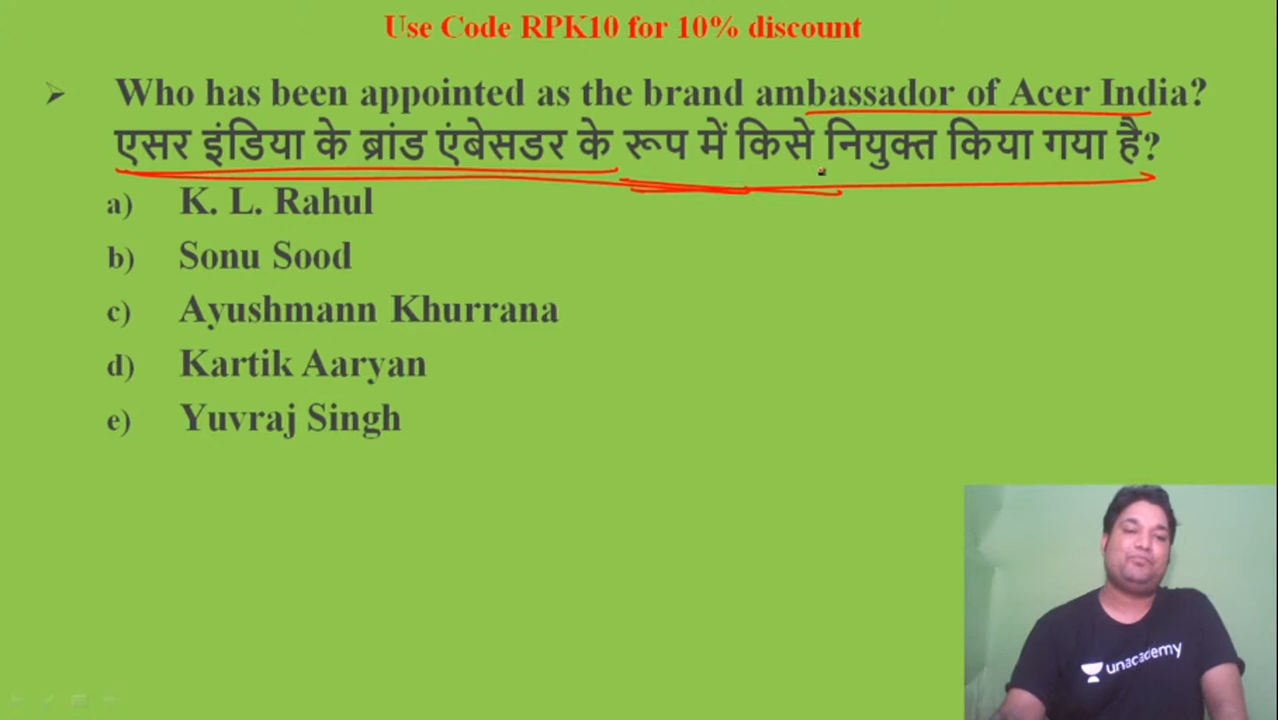 Use Code RPK10 for 10% discount
➢ Who has been appointed as the brand ambassador of Acer India?
एसर इंडिया के ब्रांड एंबेसडर के रूप में किसे नियुक्त किया गया है?
a) K. L. Rahul
b) Sonu Sood
c) Ayushmann Khurrana
d) Kartik Aaryan
e) Yuvraj Singh
unacademy